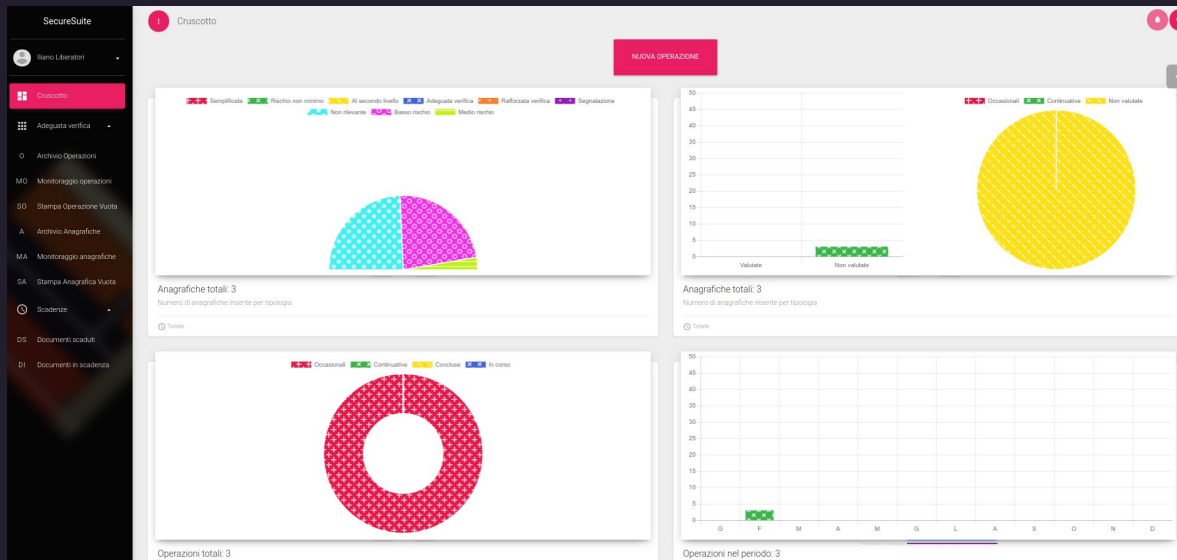 SecureSuite
Iliano Liberatori
Cruscotto
Adeguata verifica
O Archivio Operazioni
MO Monitoraggio operazioni
SO Stampa Operazione Vuota
A Archivio Anagrafiche
MA Monitoraggio anagrafiche
SA Stampa Anagrafica Vuota
Scadenze
DS Documenti scaduti
DI Documenti in scadenza
Cruscotto
NUOVA OPERAZIONE
Semplificata Rischio non minimo Al secondo livello Adeguata verifica Rafforzata verifica Segnalazione
Non rilevante Basso rischio Medio rischio
Anagrafiche totali: 3
Numero di anagrafiche inserite per tipologia
Totale
50
45
40
35
30
25
20
15
10
5
0
Valutate Non valutate
Occasionali Continuative Non valutate
Anagrafiche totali: 3
Numero di anagrafiche inserite per tipologia
Totale
Occasionali Continuative Concluse In corso
Operazioni totali: 3
50
45
40
35
30
25
20
15
10
5
0
G F M A M G L A S O N D
Operazioni nel periodo: 3